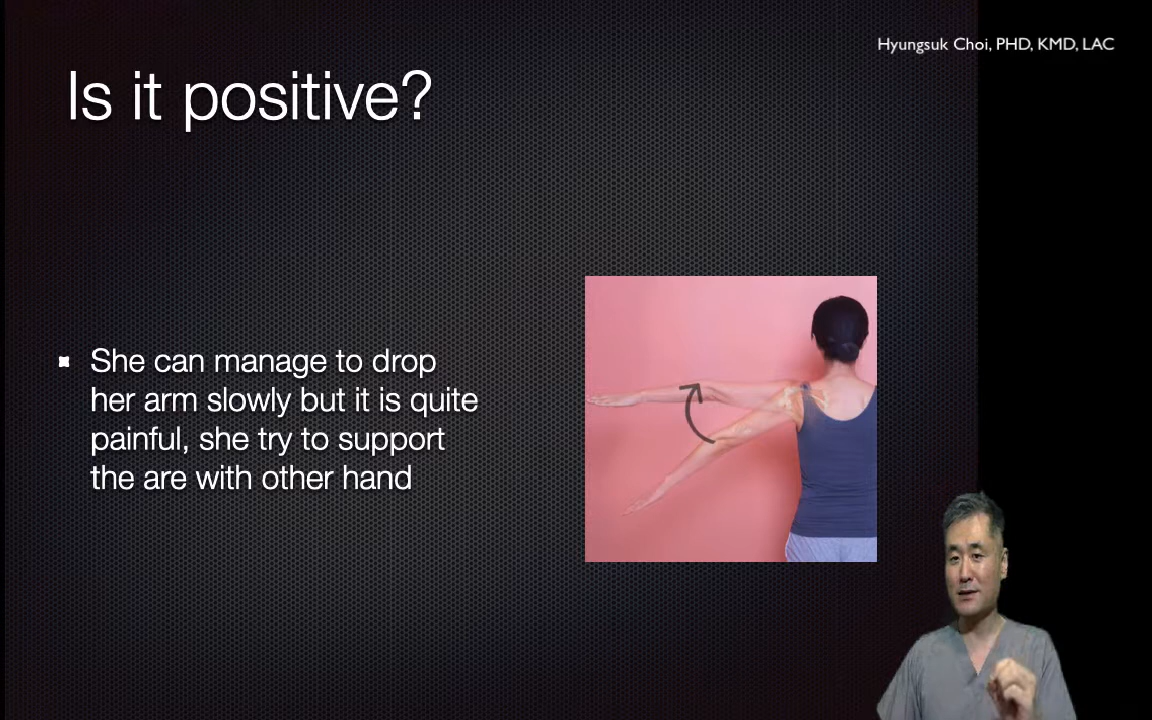 Hyungsuk Choi, PHD, KMD, LAC
Is it positive?
She can manage to drop
her arm slowly but it is quite
painful, she try to support
the are with other hand